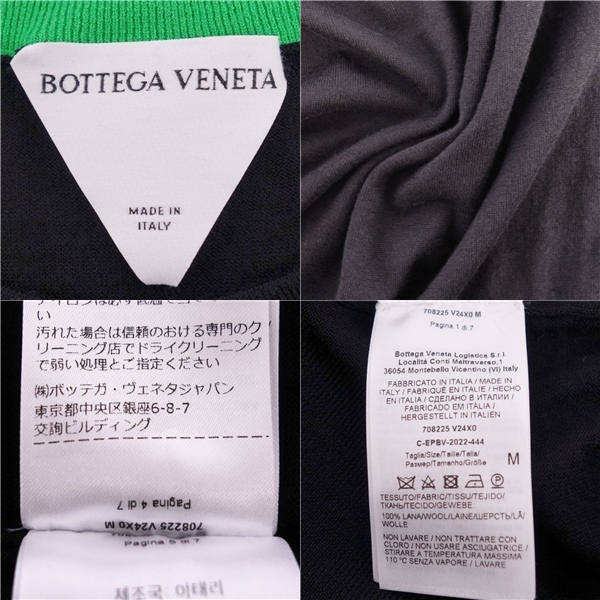 BOTTEGA VENETA
MADE IN
ITALY
い
汚れた場合は信頼のおける専門のク
リーニング店でドライクリーニング
で弱い処理とご指定ください
㈱ボッテガ・ヴェネタジャパン
東京都中央区銀座6-8-7
交詢ビルディング
Pagina 4 di 7
708225 V24X0 M
Pagina 5 di 7
제조국: 이태리
708225 V24X0 M
Pagina 1 di 7
Bottega Veneta Logistica S.r.l.
Località Conti Maltraverso,1
36054 Montebello Vicentino (VI) Italy
FABBRICATO IN ITALIA / MADE IN
ITALY / FABRIQUÉ EN ITALIE / HECHO
EN ITALIA / СДЕЛАНО В ИТАЛИИ /
FABRICADO EM ITÁLIA /
HERGESTELLT IN ITALIEN
708225 V24X0
C-EPBV-2022-444
Taglia/Size/Taille/Talla/
Размер/Tamanho/Größe
M
TESSUTO/FABRIC/TISSU/TEJIDO/
ТКАНЬ/TECIDO/GEWEBE
100% LANA/WOOL/LAINE/ШЕРСТЬ/LÃ/
WOLLE
NON LAVARE / NON TRATTARE CON
CLORO / NON USARE ASCIUGATRICE /
STIRARE A TEMPERATURA MASSIMA
110 °C SENZA VAPORE /